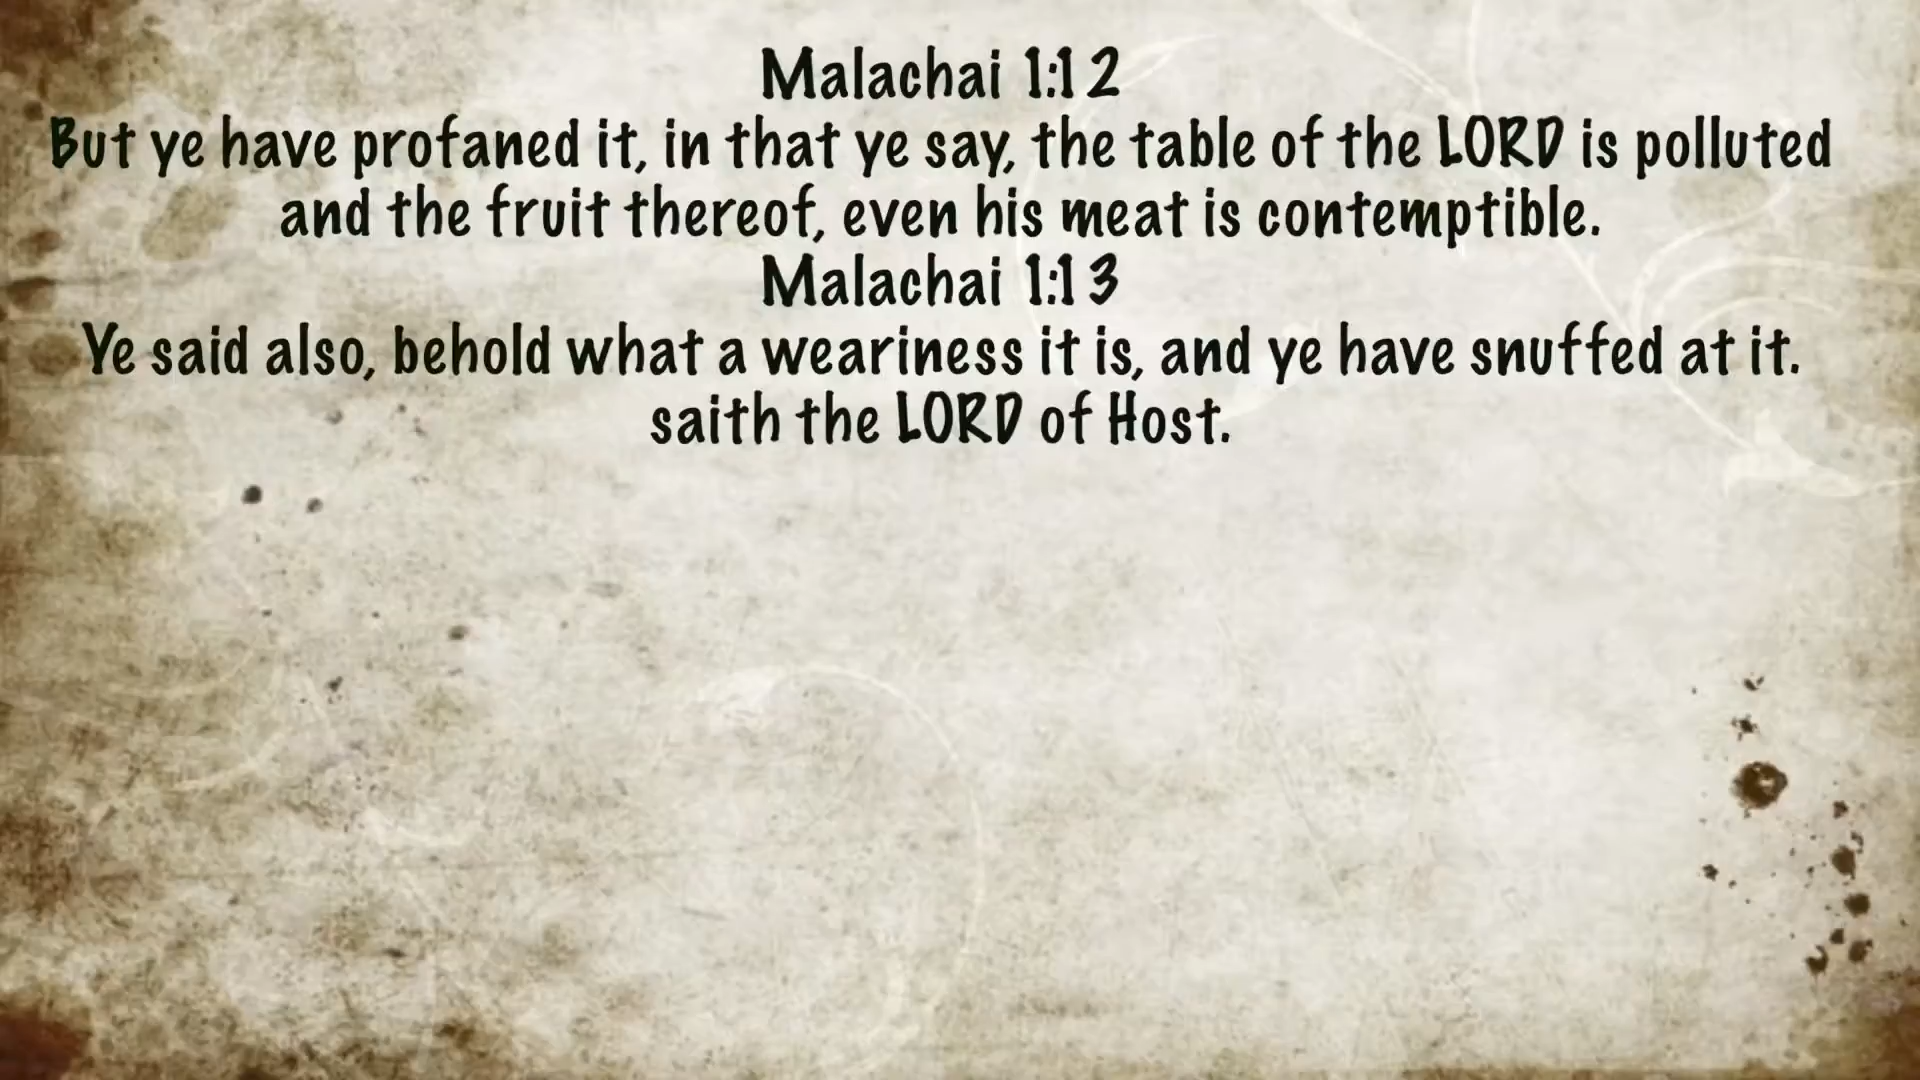 Malachai 1:12
But ye have profaned it, in that ye say, the table of the LORD is polluted
and the fruit thereof, even his meat is contemptible.
Malachai 1:13
Ye said also, behold what a weariness it is, and ye have snuffed at it.
saith the LORD of Host.